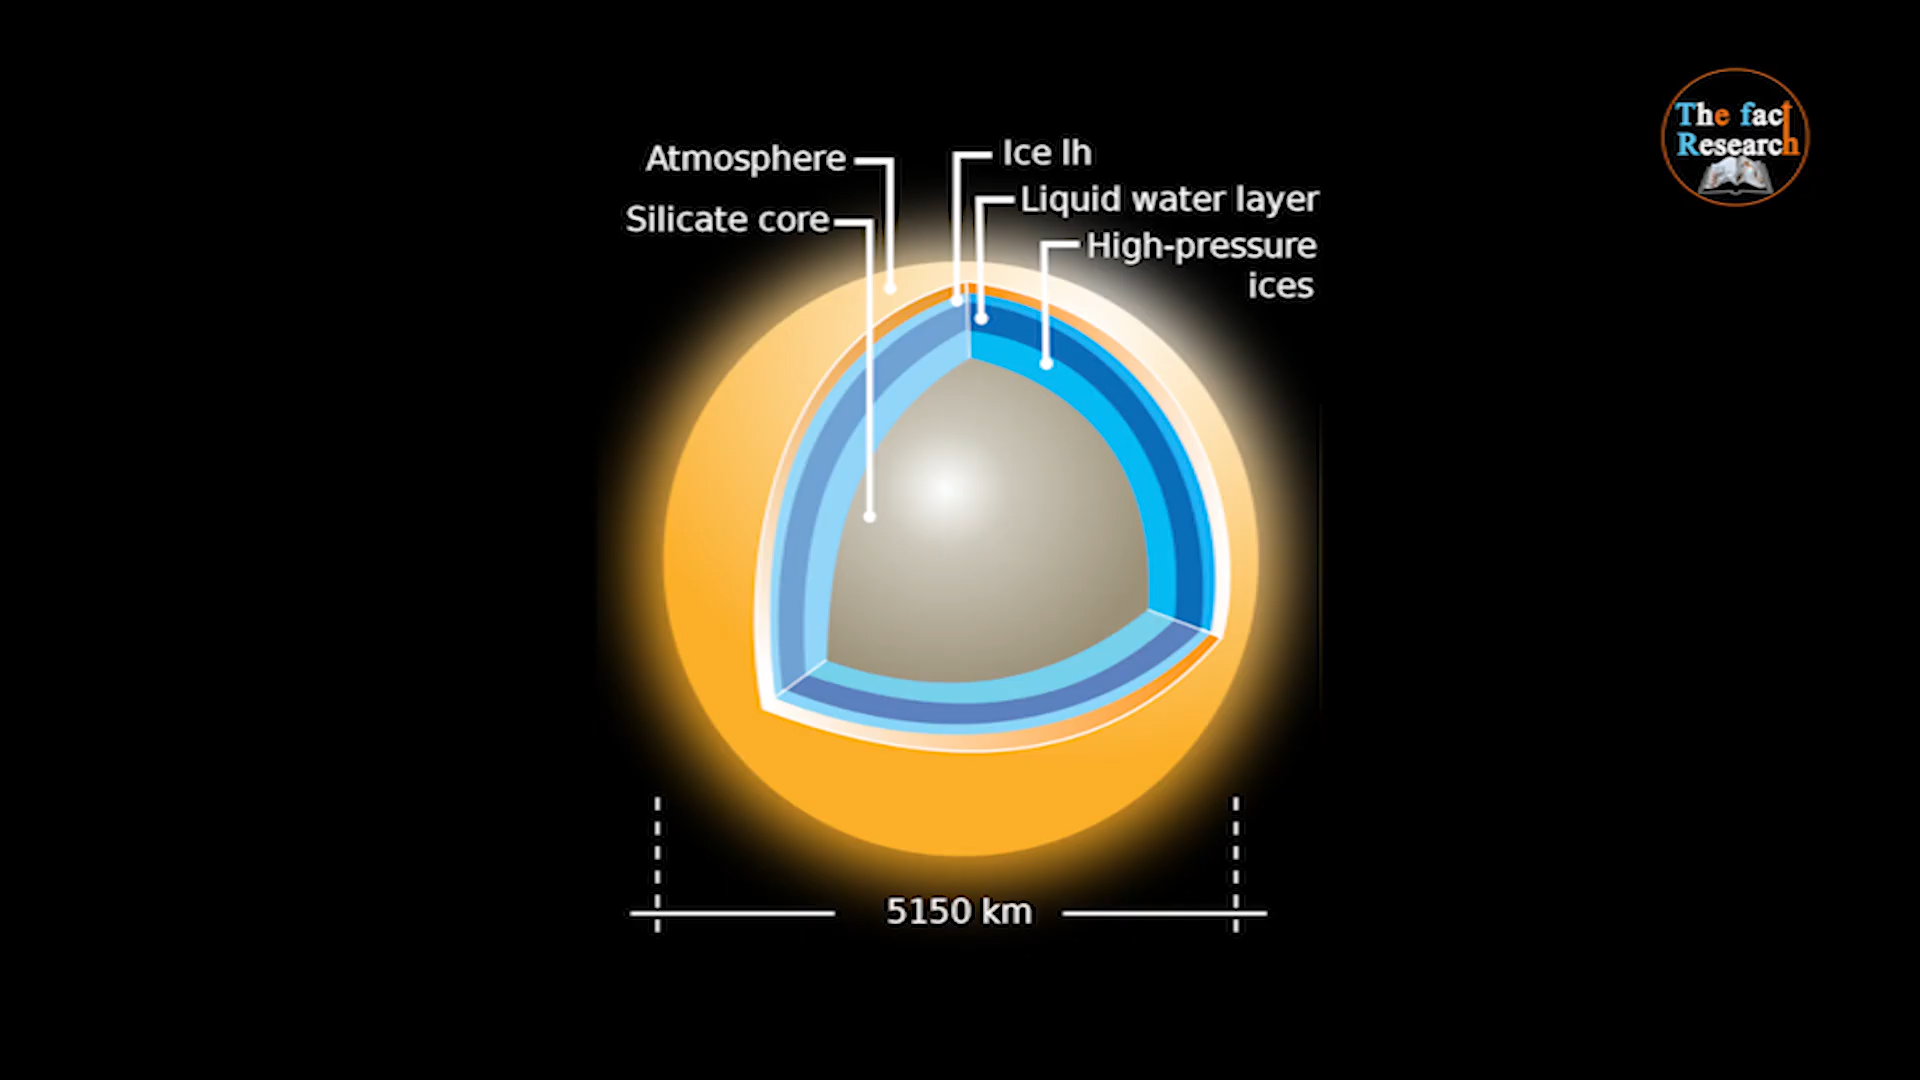 Atmosphere
Silicate core
Ice Ih
Liquid water layer
High-pressure
ices
5150 km
The fact
Research